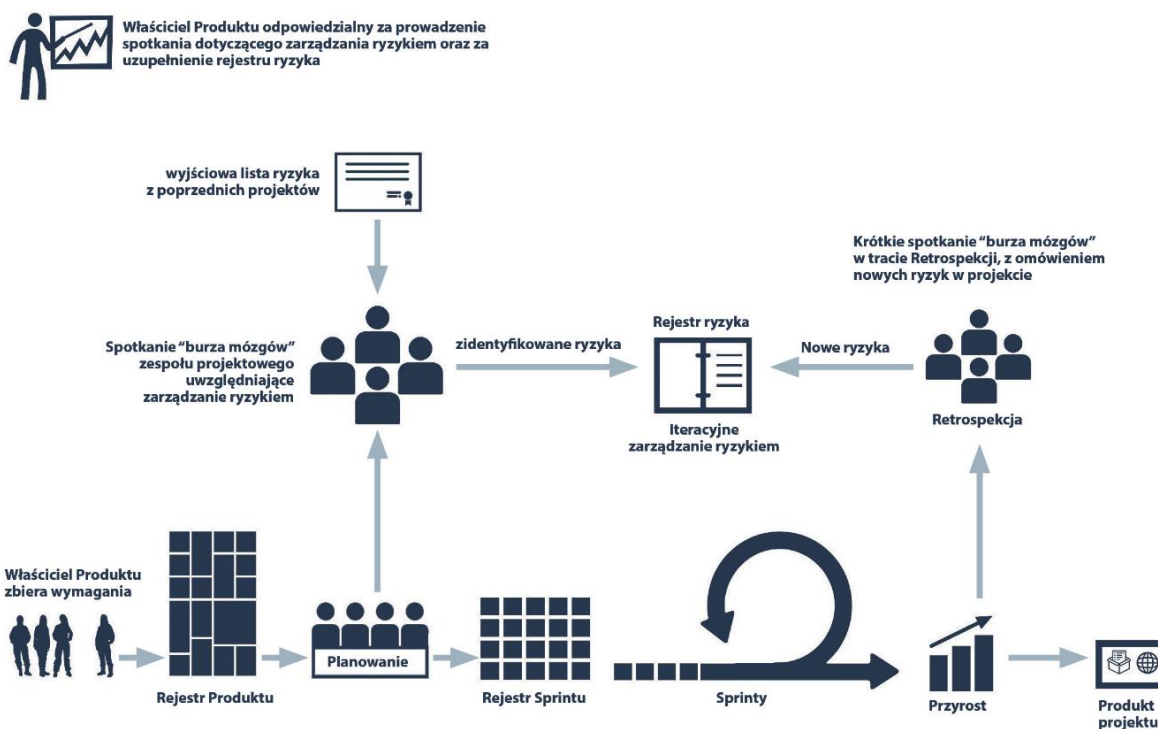 Właściciel Produktu odpowiedzialny za prowadzenie
spotkania dotyczącego zarządzania ryzykiem oraz za
uzupełnienie rejestru ryzyka
wyjściowa lista ryzyka
z poprzednich projektów
Krótkie spotkanie “burza mózgów”
w tracie Retrospekcji, z omówieniem
nowych ryzyk w projekcie
Spotkanie “burza mózgów”
zespołu projektowego
uwzględniające
zarządzanie ryzykiem
zidentyfikowane ryzyka
Rejestr ryzyka
Nowe ryzyka
Iteracyjne
zarządzanie ryzykiem
Retrospekcja
Właściciel Produktu
zbiera wymagania
Rejestr Produktu
Planowanie
Rejestr Sprintu
Sprinty
Przyrost
Produkt
projektu